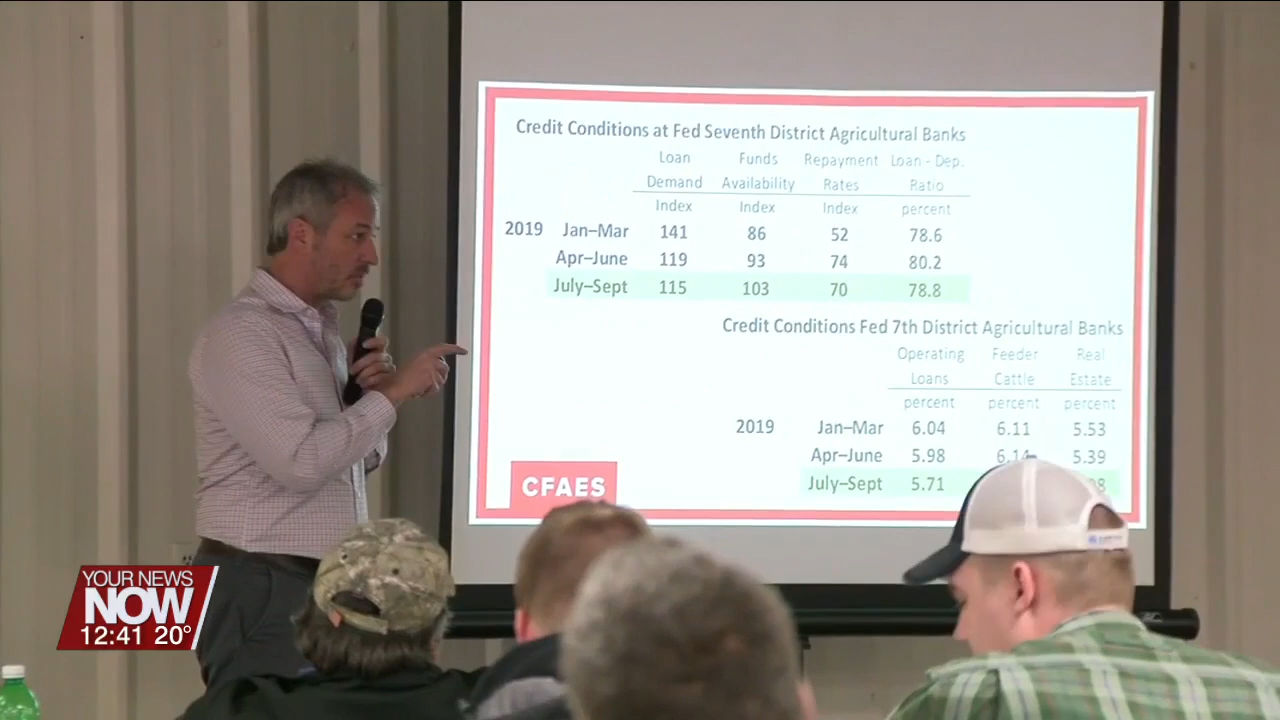 Credit Conditions at Fed Seventh District Agricultural Banks
Loan Funds Repayment Loan - Dep.
Demand Availability Rates Ratio
Index Index Index percent
2019 Jan–Mar 141 86 52 78.6
Apr–June 119 93 74 80.2
July–Sept 115 103 70 78.8
Credit Conditions Fed 7th District Agricultural Banks
Operating Feeder Real
Loans Cattle Estate
percent percent percent
2019 Jan–Mar 6.04 6.11 5.53
Apr–June 5.98 5.39
July–Sept 5.71
CFAES
YOUR NEWS
NOW
12:41 20°